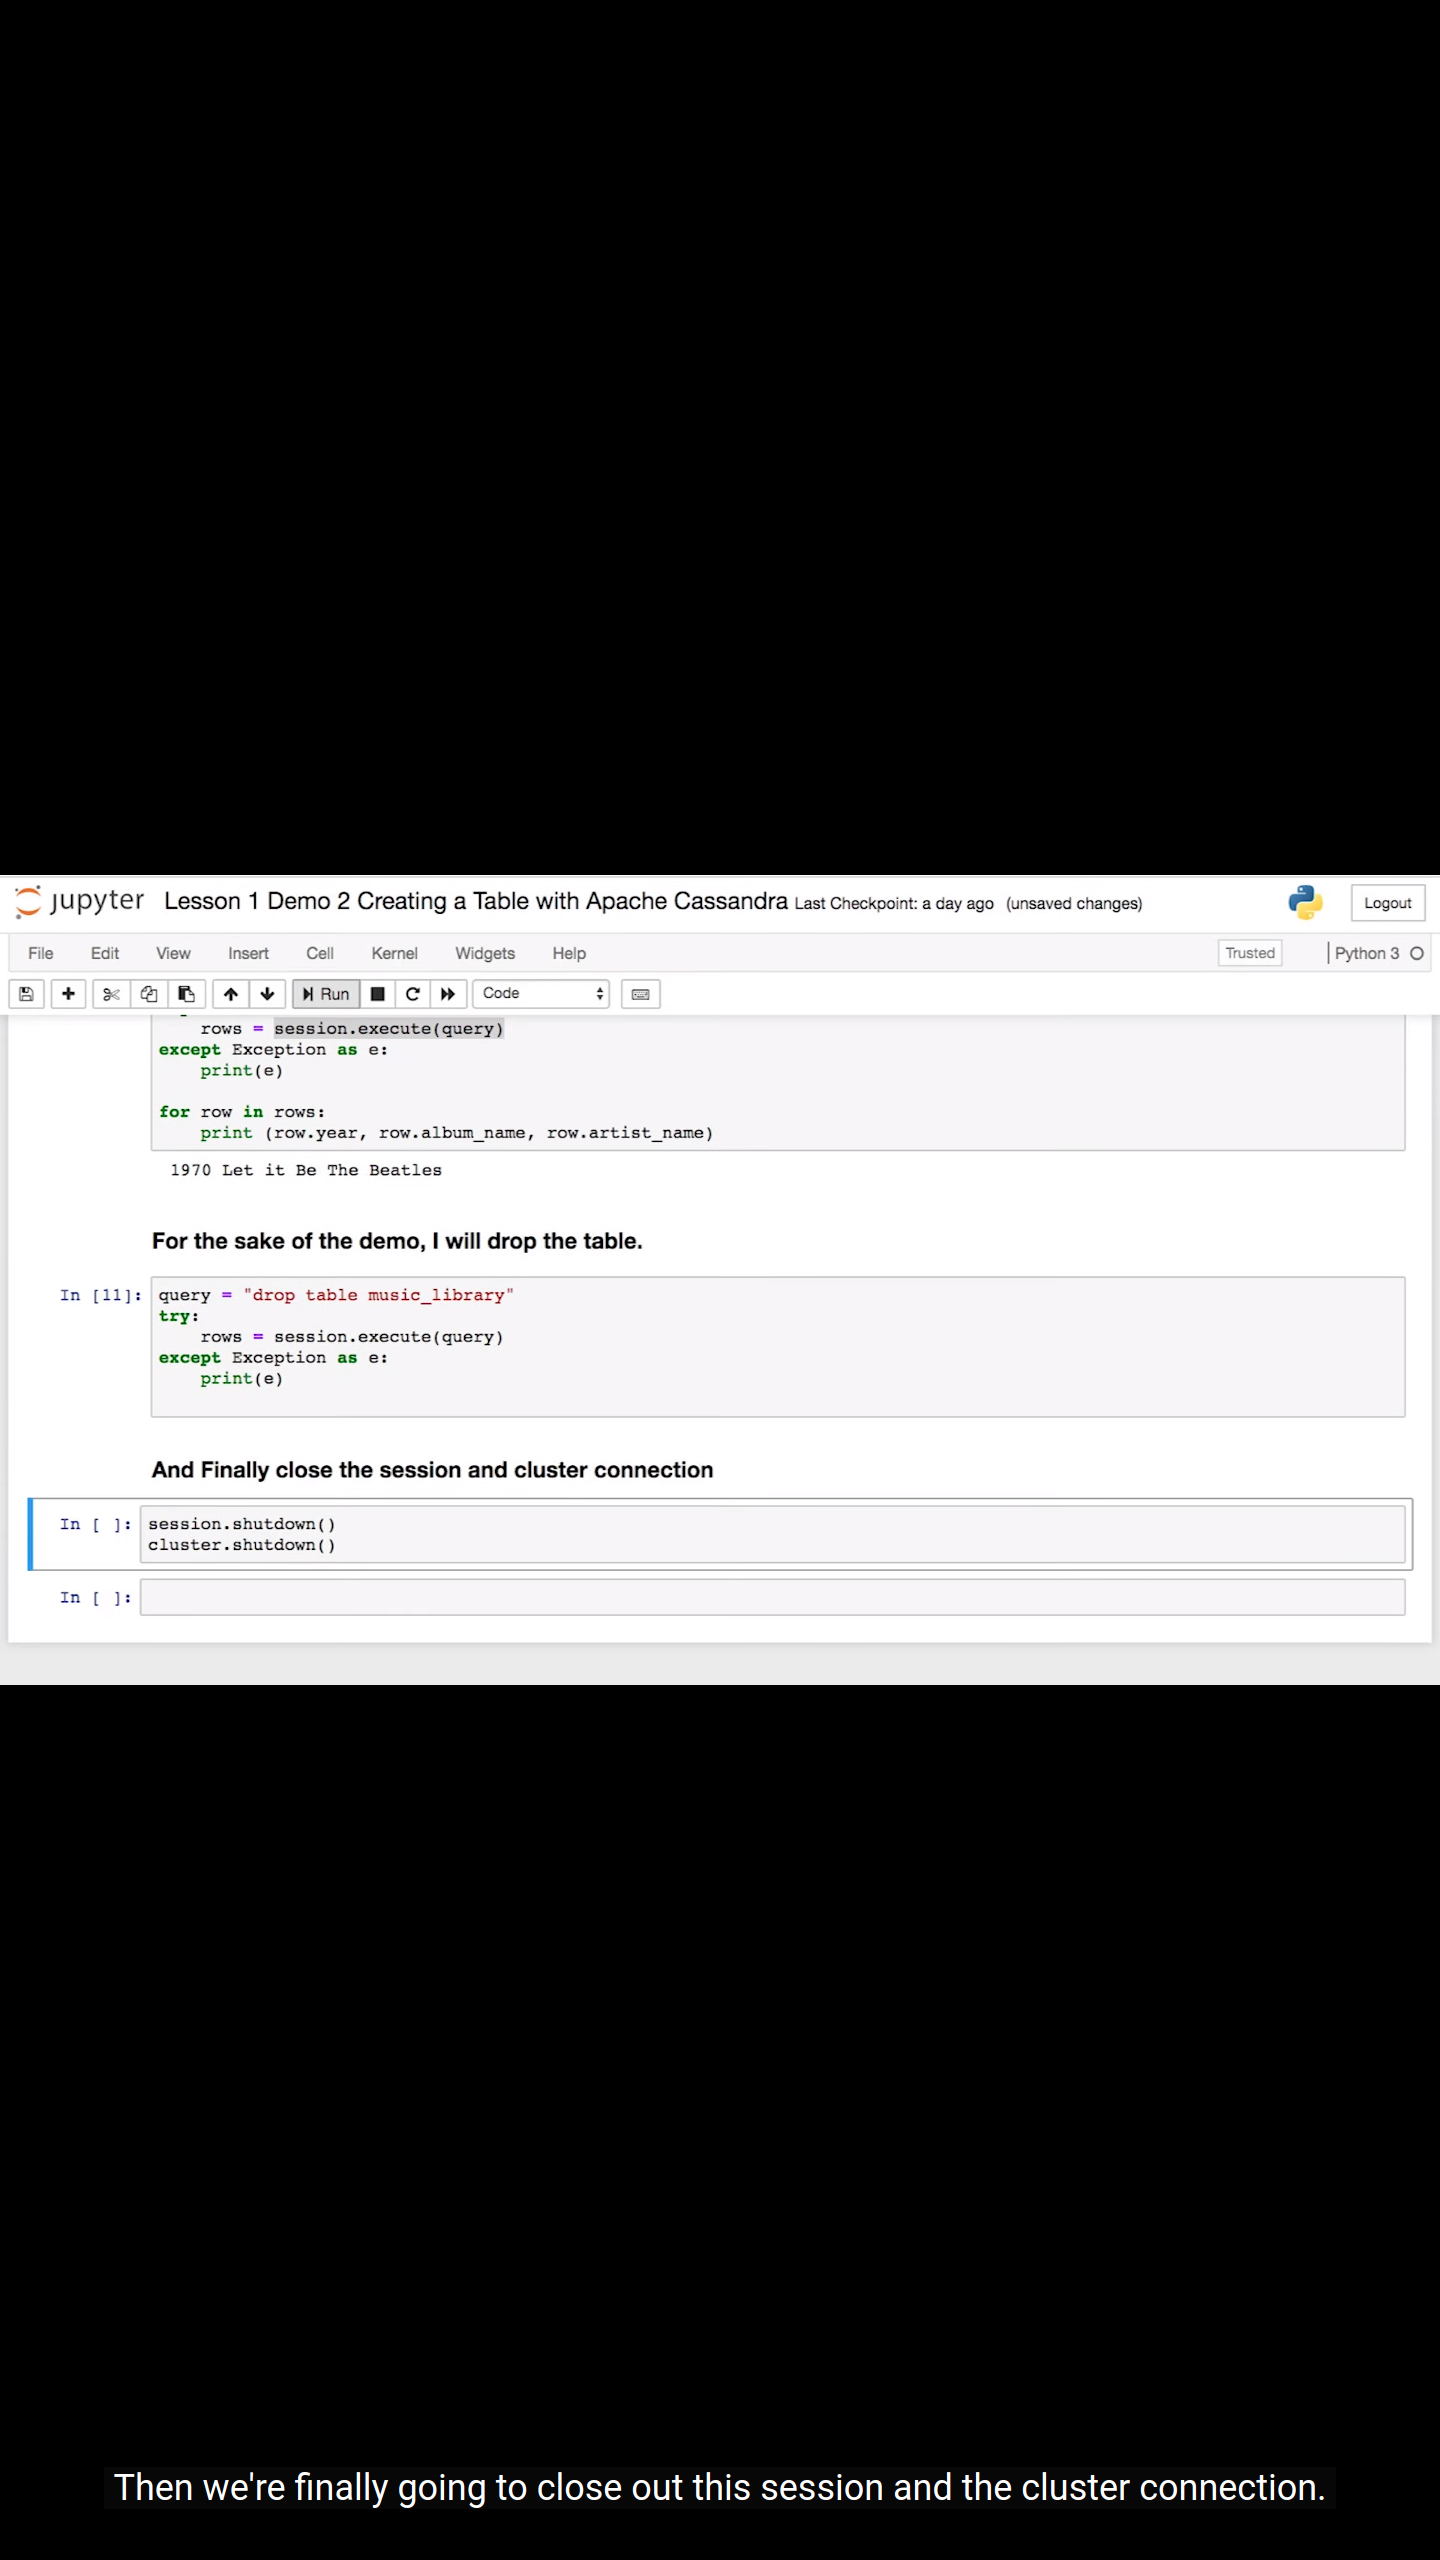 jupyter Lesson 1 Demo 2 Creating a Table with Apache Cassandra Last Checkpoint: a day ago (unsaved changes) Logout
File Edit View Insert Cell Kernel Widgets Help Trusted Python 3
Run Code
rows = session.execute(query)
except Exception as e:
print(e)
for row in rows:
print (row.year, row.album_name, row.artist_name)
1970 Let it Be The Beatles
For the sake of the demo, I will drop the table.
In [11]: query = "drop table music_library"
try:
rows = session.execute(query)
except Exception as e:
print(e)
And Finally close the session and cluster connection
In [ ]: session.shutdown()
cluster.shutdown()
In [ ]:
Then we're finally going to close out this session and the cluster connection.